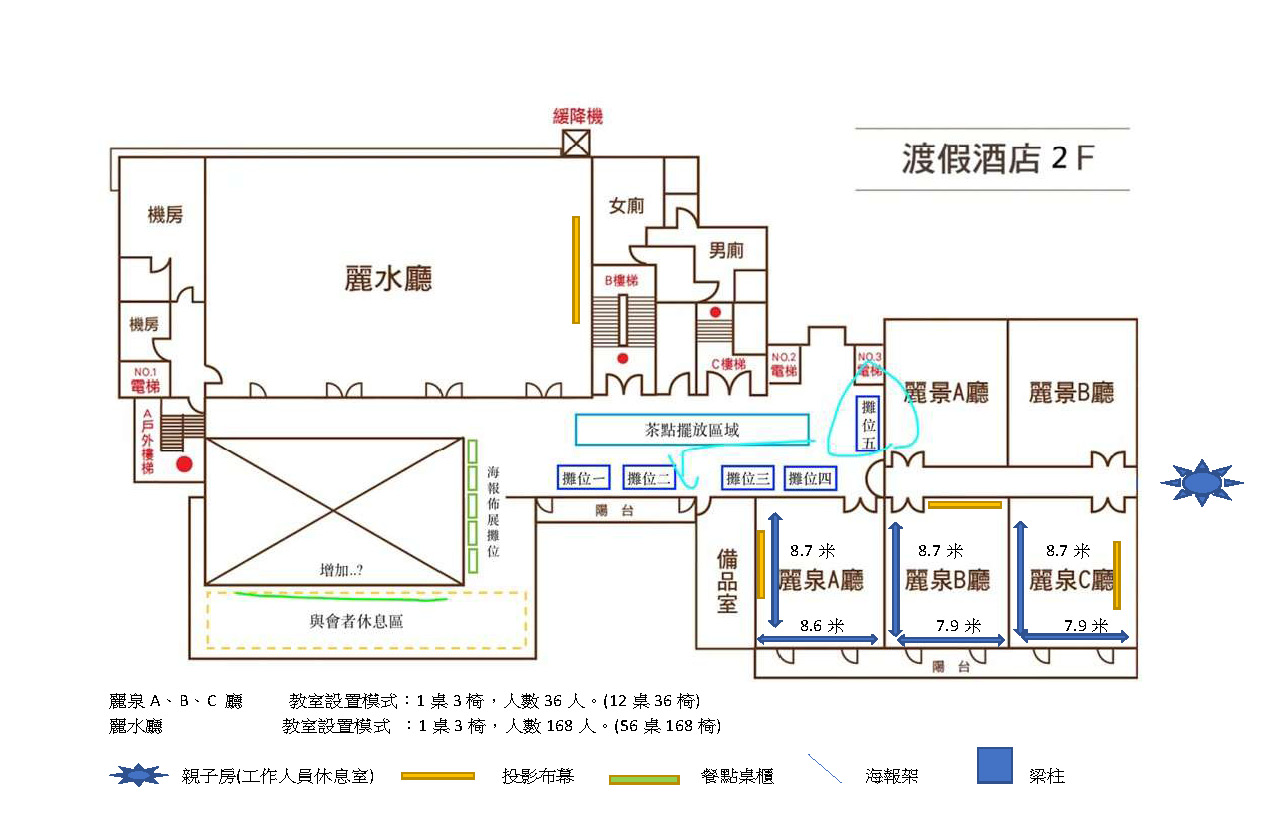 緩降機
渡假酒店 2F
機房
麗水廳
女廁
男廁
B樓梯
機房
C樓梯
NO.1
電梯
NO.2
電梯
NO.3
電梯
麗景A廳
麗景B廳
A戶外樓梯
茶點擺放區域
攤位五
海報佈展攤位
攤位一
攤位二
攤位三
攤位四
陽台
增加..?
與會者休息區
備品室
8.7 米
麗泉A廳
8.6 米
8.7 米
麗泉B廳
7.9 米
8.7 米
麗泉C廳
7.9 米
陽台
麗泉 A、B、C 廳 教室設置模式：1 桌 3 椅，人數 36 人。(12 桌 36 椅)
麗水廳 教室設置模式 ：1 桌 3 椅，人數 168 人。(56 桌 168 椅)
親子房(工作人員休息室) 投影布幕 餐點桌櫃 海報架 梁柱